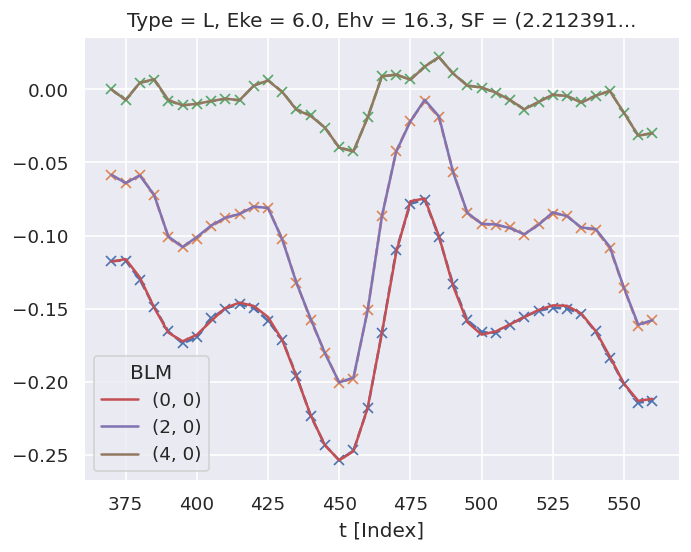 Type = L, Eke = 6.0, Ehv = 16.3, SF = (2.212391...
0.00
−0.05
−0.10
−0.15
−0.20
−0.25
BLM
(0, 0)
(2, 0)
(4, 0)
375 400 425 450 475 500 525 550
t [Index]